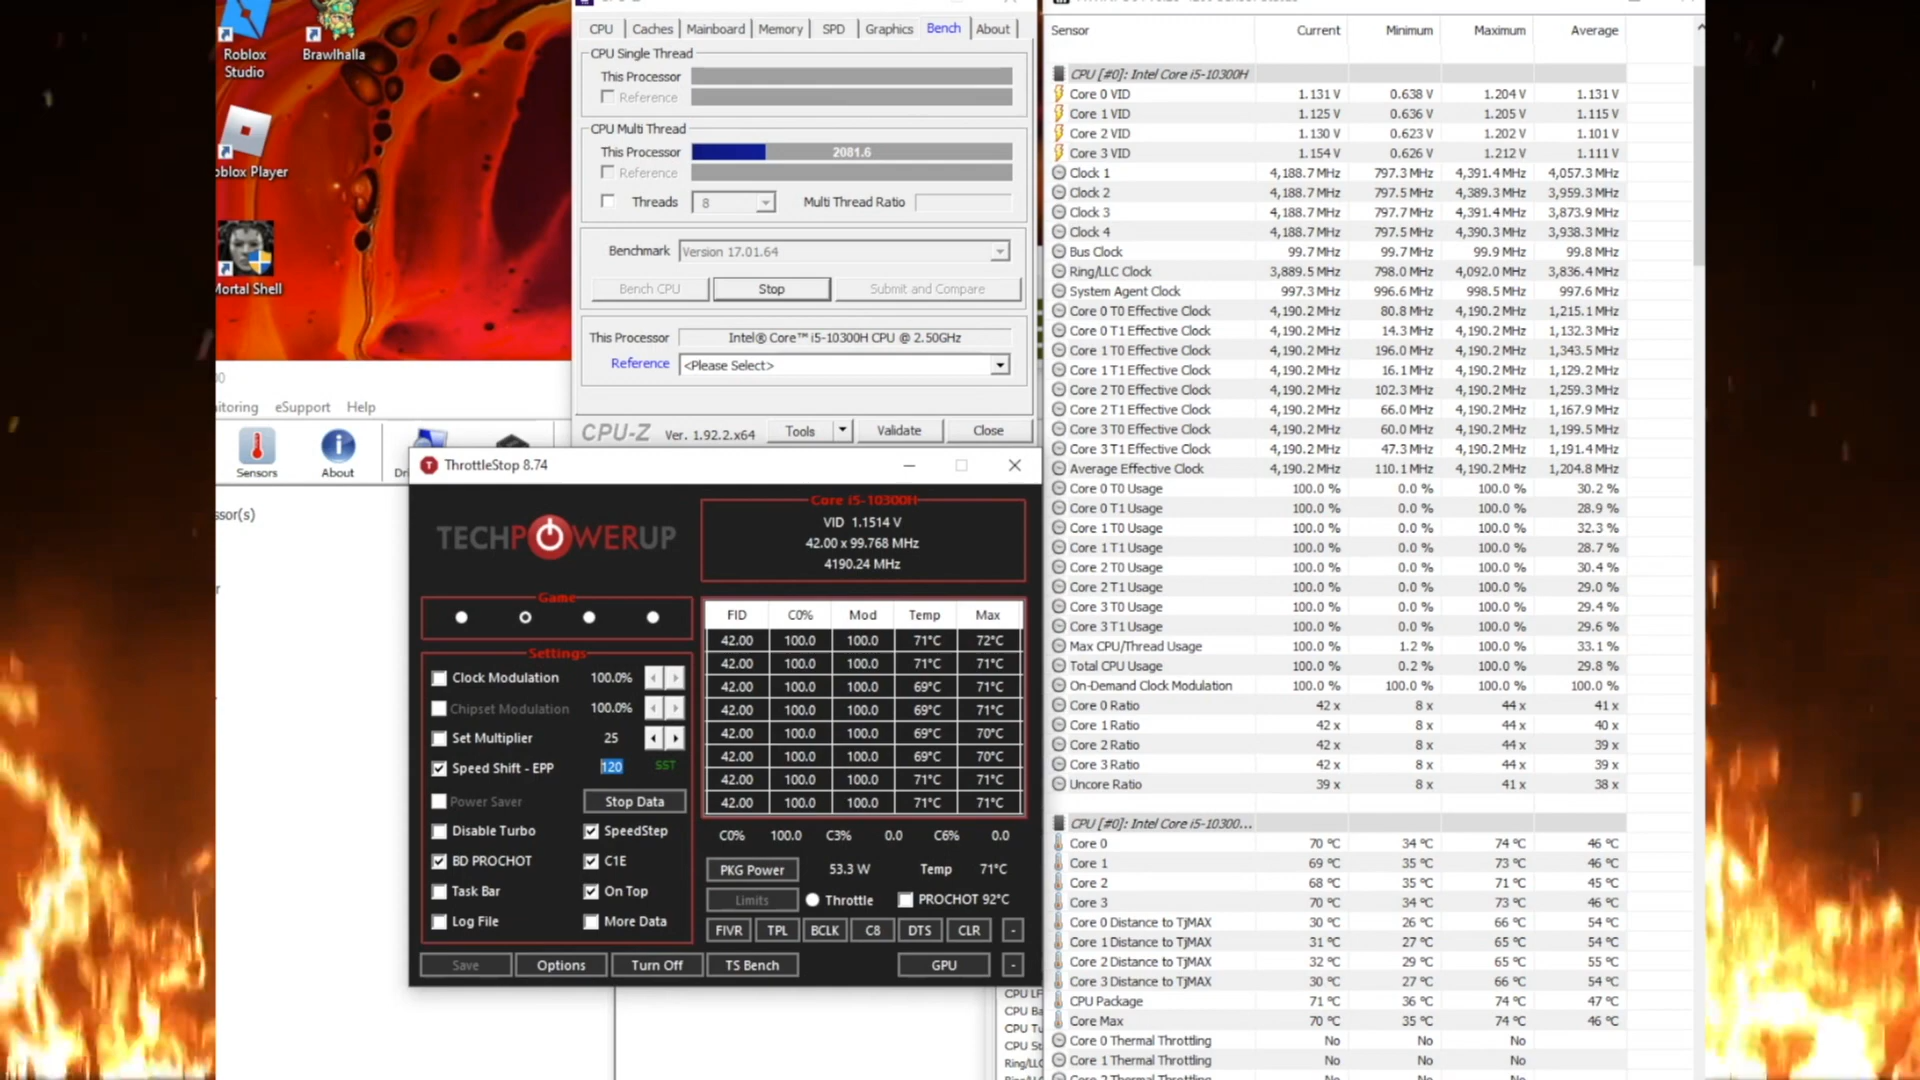 Roblox
Studio
Brawlhalla
oblox Player
Mortal Shell
itoring eSupport Help
Sensors
About
ssor(s)
CPU Caches Mainboard Memory SPD Graphics Bench About
CPU Single Thread
This Processor
Reference
CPU Multi Thread
This Processor 2081.6
Reference
Threads 8 Multi Thread Ratio
Benchmark Version 17.01.64
Bench CPU Stop Submit and Compare
This Processor Intel® Core™ i5-10300H CPU @ 2.50GHz
Reference <Please Select>
CPU-Z Ver. 1.92.2.x64 Tools Validate Close
ThrottleStop 8.74
TECHPOWERUP
Core i5-10300H
VID 1.1514 V
42.00 x 99.768 MHz
4190.24 MHz
Game
Settings
Clock Modulation 100.0%
Chipset Modulation 100.0%
Set Multiplier 25
Speed Shift - EPP 120 SST
Power Saver Stop Data
Disable Turbo SpeedStep
BD PROCHOT C1E
Task Bar On Top
Log File More Data
Save Options Turn Off TS Bench GPU -
FID C0% Mod Temp Max
42.00 100.0 100.0 71°C 72°C
42.00 100.0 100.0 71°C 71°C
42.00 100.0 100.0 69°C 71°C
42.00 100.0 100.0 69°C 71°C
42.00 100.0 100.0 69°C 70°C
42.00 100.0 100.0 69°C 70°C
42.00 100.0 100.0 71°C 71°C
42.00 100.0 100.0 71°C 71°C
C0% 100.0 C3% 0.0 C6% 0.0
PKG Power 53.3 W Temp 71°C
Limits Throttle PROCHOT 92°C
FIVR TPL BCLK C8 DTS CLR -
Sensor Current Minimum Maximum Average
CPU [#0]: Intel Core i5-10300H
Core 0 VID 1.131 V 0.638 V 1.204 V 1.131 V
Core 1 VID 1.125 V 0.636 V 1.205 V 1.115 V
Core 2 VID 1.130 V 0.623 V 1.202 V 1.101 V
Core 3 VID 1.154 V 0.626 V 1.212 V 1.111 V
Clock 1 4,188.7 MHz 797.3 MHz 4,391.4 MHz 4,057.3 MHz
Clock 2 4,188.7 MHz 797.5 MHz 4,389.3 MHz 3,959.3 MHz
Clock 3 4,188.7 MHz 797.7 MHz 4,391.4 MHz 3,873.9 MHz
Clock 4 4,188.7 MHz 797.5 MHz 4,390.3 MHz 3,938.3 MHz
Bus Clock 99.7 MHz 99.7 MHz 99.9 MHz 99.8 MHz
Ring/LLC Clock 3,889.5 MHz 798.0 MHz 4,092.0 MHz 3,836.4 MHz
System Agent Clock 997.3 MHz 996.6 MHz 998.5 MHz 997.6 MHz
Core 0 T0 Effective Clock 4,190.2 MHz 80.8 MHz 4,190.2 MHz 1,215.1 MHz
Core 0 T1 Effective Clock 4,190.2 MHz 14.3 MHz 4,190.2 MHz 1,132.3 MHz
Core 1 T0 Effective Clock 4,190.2 MHz 196.0 MHz 4,190.2 MHz 1,343.5 MHz
Core 1 T1 Effective Clock 4,190.2 MHz 16.1 MHz 4,190.2 MHz 1,129.2 MHz
Core 2 T0 Effective Clock 4,190.2 MHz 102.3 MHz 4,190.2 MHz 1,259.3 MHz
Core 2 T1 Effective Clock 4,190.2 MHz 66.0 MHz 4,190.2 MHz 1,167.9 MHz
Core 3 T0 Effective Clock 4,190.2 MHz 60.0 MHz 4,190.2 MHz 1,199.5 MHz
Core 3 T1 Effective Clock 4,190.2 MHz 47.3 MHz 4,190.2 MHz 1,191.4 MHz
Average Effective Clock 4,190.2 MHz 110.1 MHz 4,190.2 MHz 1,204.8 MHz
Core 0 T0 Usage 100.0 % 0.0 % 100.0 % 30.2 %
Core 0 T1 Usage 100.0 % 0.0 % 100.0 % 28.9 %
Core 1 T0 Usage 100.0 % 0.0 % 100.0 % 32.3 %
Core 1 T1 Usage 100.0 % 0.0 % 100.0 % 28.7 %
Core 2 T0 Usage 100.0 % 0.0 % 100.0 % 30.4 %
Core 2 T1 Usage 100.0 % 0.0 % 100.0 % 29.0 %
Core 3 T0 Usage 100.0 % 0.0 % 100.0 % 29.4 %
Core 3 T1 Usage 100.0 % 0.0 % 100.0 % 29.6 %
Max CPU/Thread Usage 100.0 % 1.2 % 100.0 % 33.1 %
Total CPU Usage 100.0 % 0.2 % 100.0 % 29.8 %
On-Demand Clock Modulation 100.0 % 100.0 % 100.0 % 100.0 %
Core 0 Ratio 42 x 8 x 44 x 41 x
Core 1 Ratio 42 x 8 x 44 x 40 x
Core 2 Ratio 42 x 8 x 44 x 39 x
Core 3 Ratio 42 x 8 x 44 x 39 x
Uncore Ratio 39 x 8 x 41 x 38 x
CPU [#0]: Intel Core i5-10300...
Core 0 70 °C 34 °C 74 °C 46 °C
Core 1 69 °C 35 °C 73 °C 46 °C
Core 2 68 °C 35 °C 71 °C 45 °C
Core 3 70 °C 34 °C 73 °C 46 °C
Core 0 Distance to TjMAX 30 °C 26 °C 66 °C 54 °C
Core 1 Distance to TjMAX 31 °C 27 °C 65 °C 54 °C
Core 2 Distance to TjMAX 32 °C 29 °C 65 °C 55 °C
Core 3 Distance to TjMAX 30 °C 27 °C 66 °C 54 °C
CPU Package 71 °C 36 °C 74 °C 47 °C
Core Max 70 °C 35 °C 74 °C 46 °C
Core 0 Thermal Throttling No No No
Core 1 Thermal Throttling No No No
CPU LF
CPU Ba
CPU Tu
CPU St
Ring/LLC